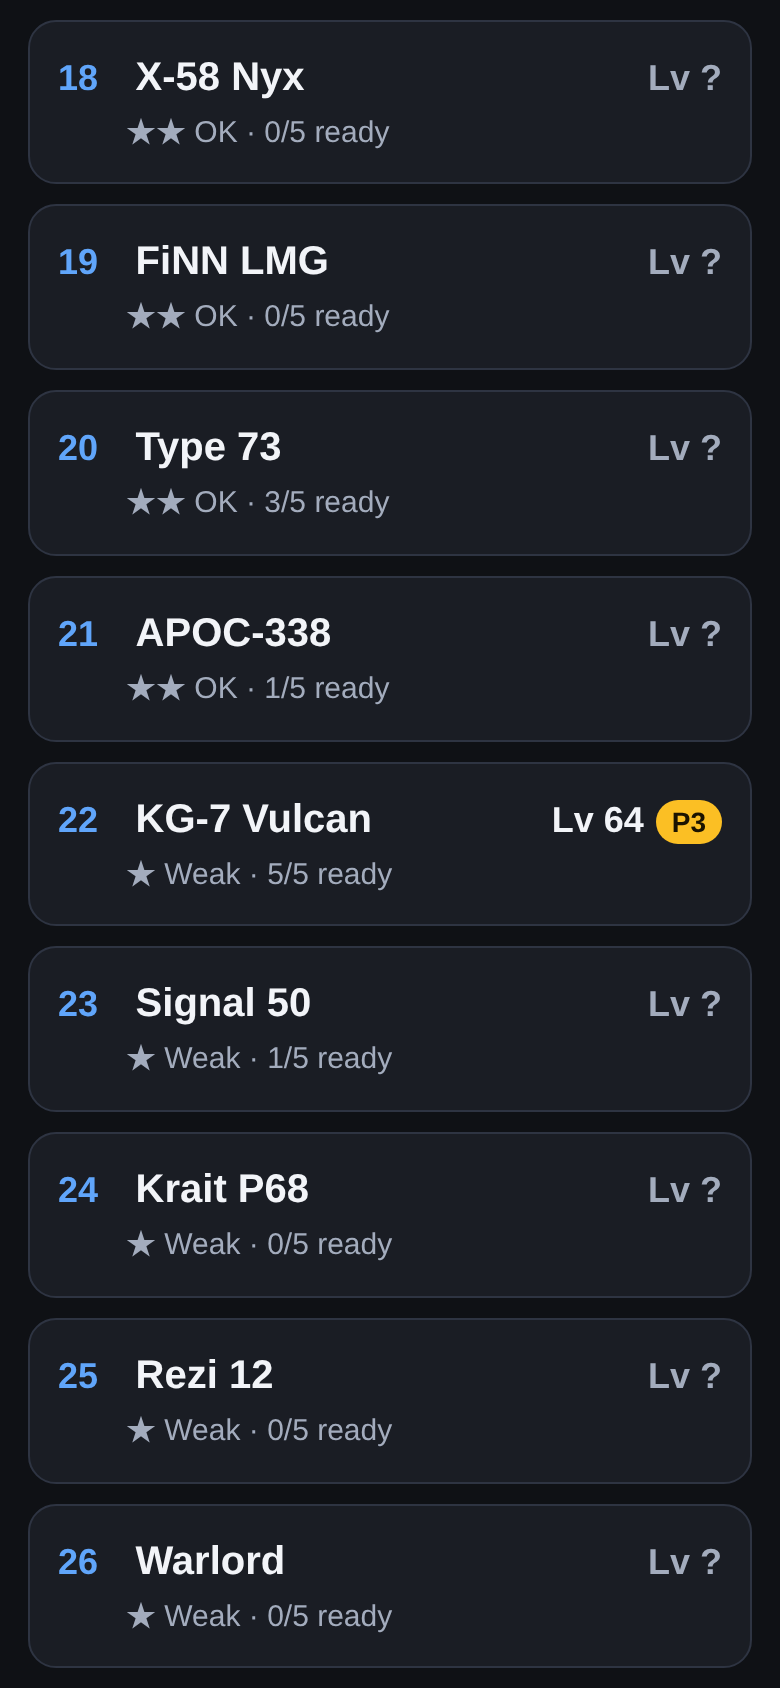 18 X-58 Nyx Lv ?
★★ OK · 0/5 ready
19 FiNN LMG Lv ?
★★ OK · 0/5 ready
20 Type 73 Lv ?
★★ OK · 3/5 ready
21 APOC-338 Lv ?
★★ OK · 1/5 ready
22 KG-7 Vulcan Lv 64 P3
★ Weak · 5/5 ready
23 Signal 50 Lv ?
★ Weak · 1/5 ready
24 Krait P68 Lv ?
★ Weak · 0/5 ready
25 Rezi 12 Lv ?
★ Weak · 0/5 ready
26 Warlord Lv ?
★ Weak · 0/5 ready